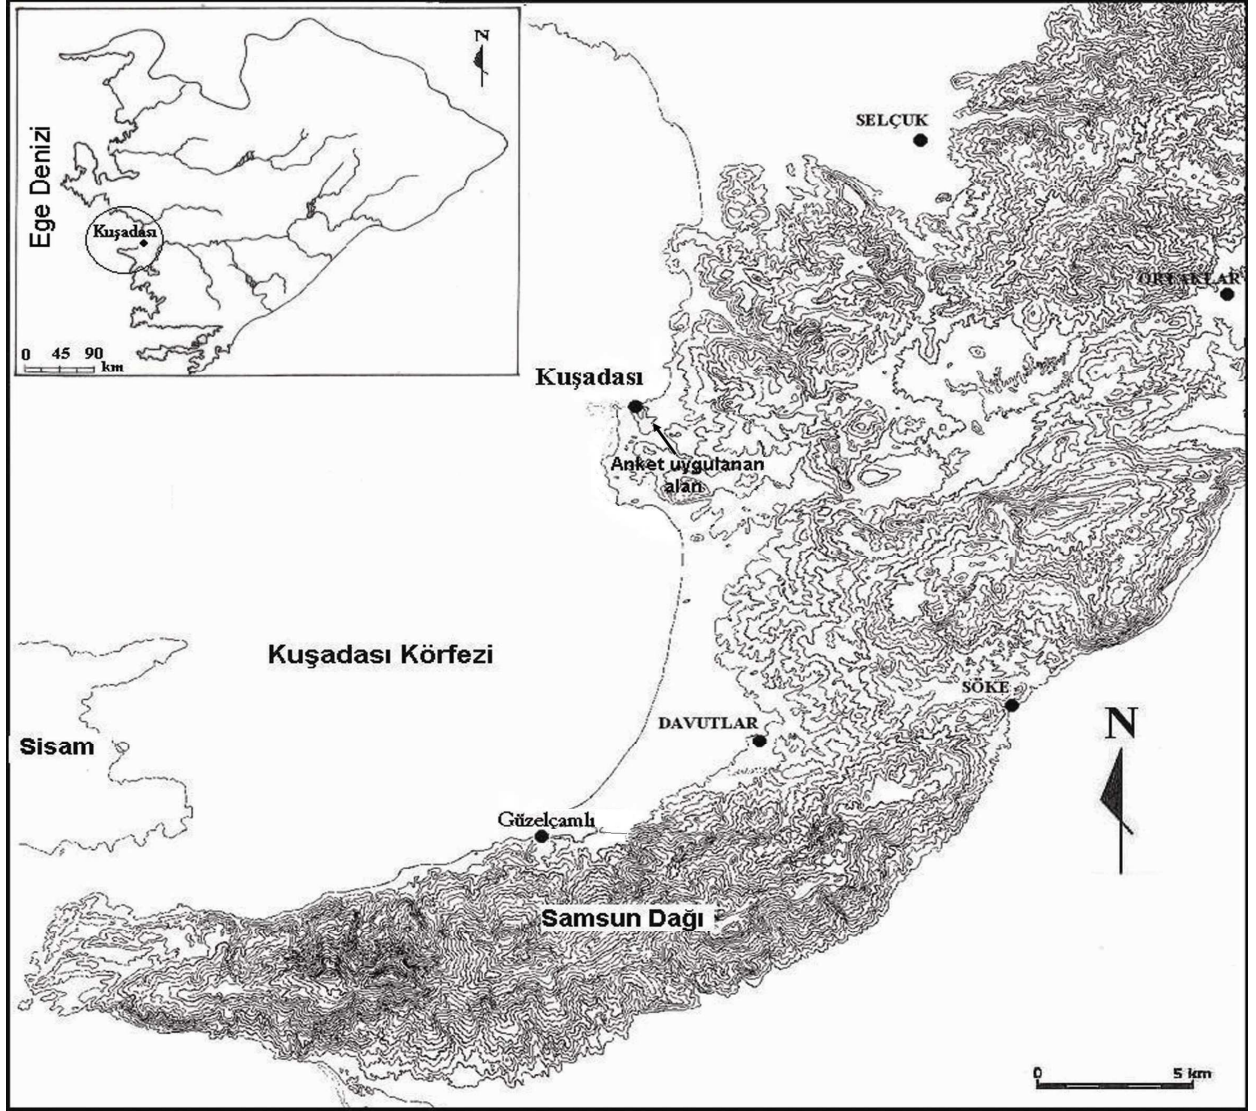 N
Ege Denizi
Kuşadası
0 45 90
km
SELÇUK
ORTAKLAR
Kuşadası
Anket uygulanan
alan
Kuşadası Körfezi
SÖKE
DAVUTLAR
N
Sisam
Güzelçamlı
Samsun Dağı
0 5 km